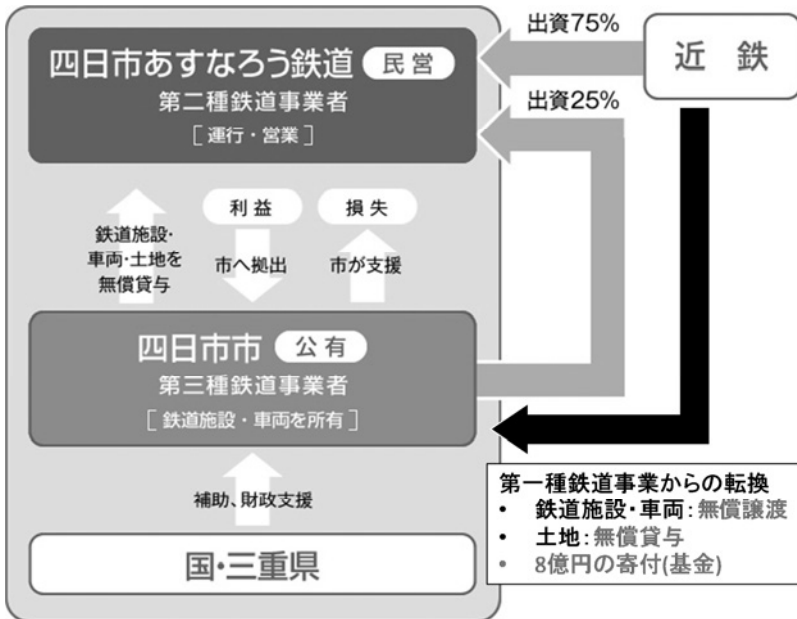 出資75%
近 鉄
四日市あすなろう鉄道 民営
第二種鉄道事業者
[ 運行・営業 ]
出資25%
利益
損失
鉄道施設・
車両・土地を
無償貸与
市へ拠出
市が支援
四日市市 公有
第三種鉄道事業者
[ 鉄道施設・車両を所有 ]
補助、財政支援
国・三重県
第一種鉄道事業からの転換
• 鉄道施設・車両:無償譲渡
• 土地:無償貸与
• 8億円の寄付(基金)